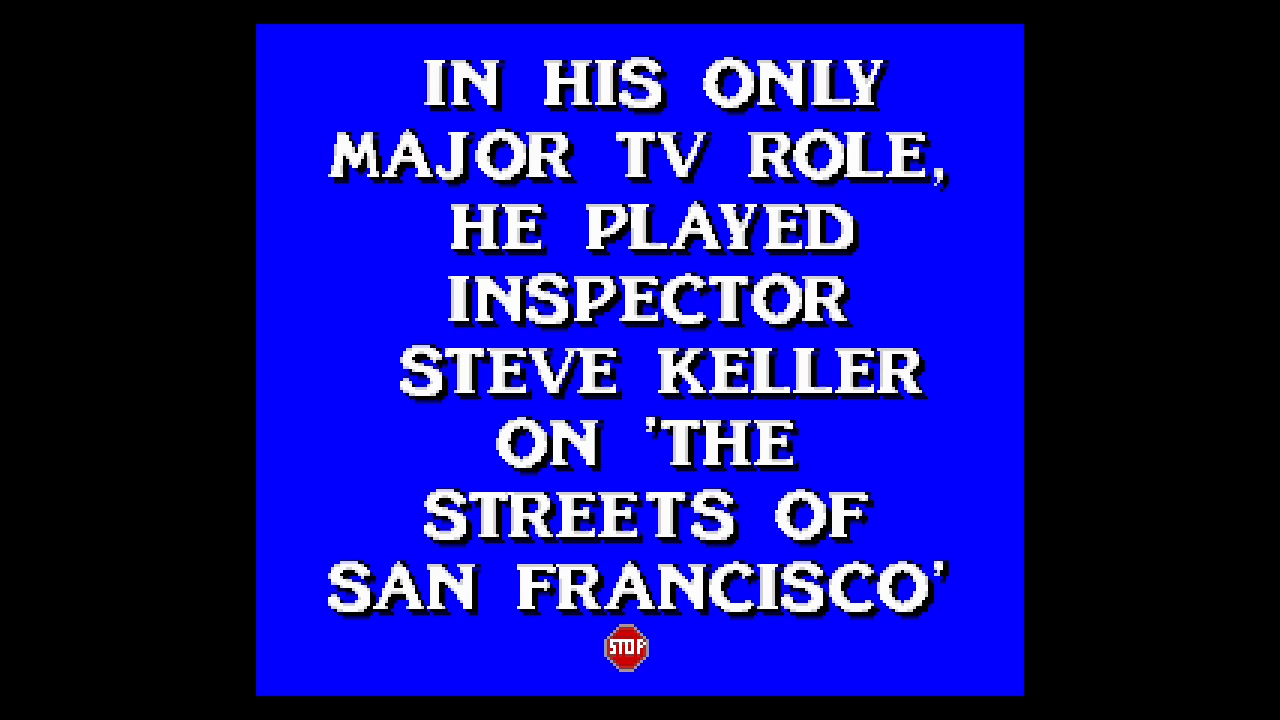 IN HIS ONLY
MAJOR TV ROLE,
HE PLAYED
INSPECTOR
STEVE KELLER
ON 'THE
STREETS OF
SAN FRANCISCO'
STOP